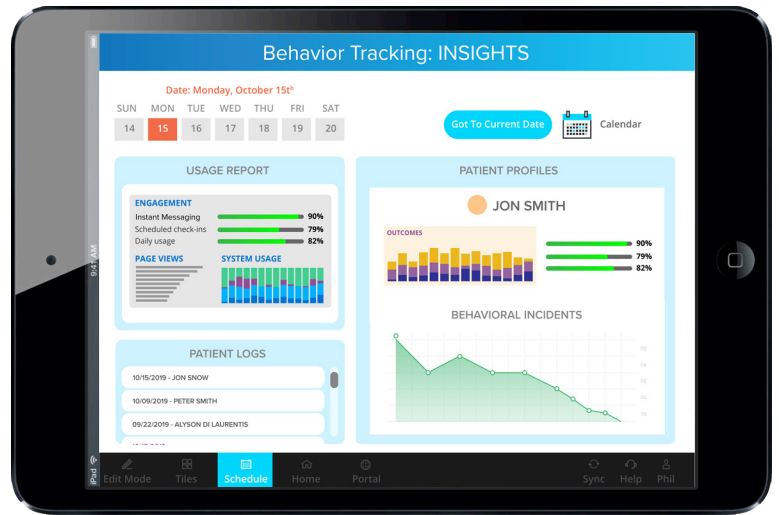 Behavior Tracking: INSIGHTS
Date: Monday, October 15th
SUN MON TUE WED THU FRI SAT
14 15 16 17 18 19 20
Got To Current Date
Calendar
USAGE REPORT
ENGAGEMENT
Instant Messaging 90%
Scheduled check-ins 79%
Daily usage 82%
PAGE VIEWS SYSTEM USAGE
PATIENT LOGS
10/15/2019 - JON SNOW
10/09/2019 - PETER SMITH
09/22/2019 - ALYSON DI LAURENTIS
PATIENT PROFILES
JON SMITH
OUTCOMES
90%
79%
82%
BEHAVIORAL INCIDENTS
Edit Mode Tiles Schedule Home Portal Sync Help Phil
iPad
9:41 AM